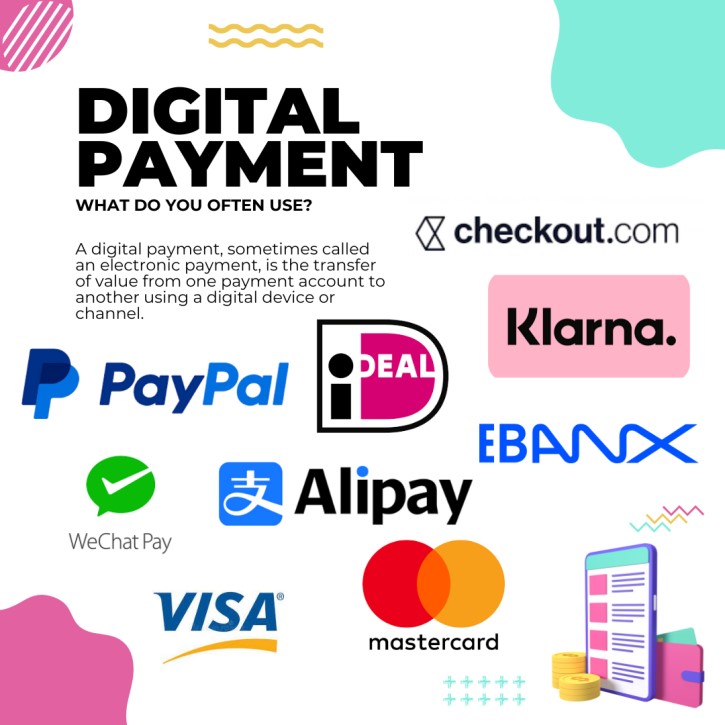 DIGITAL
PAYMENT
WHAT DO YOU OFTEN USE?
A digital payment, sometimes called
an electronic payment, is the transfer
of value from one payment account to
another using a digital device or
channel.
checkout.com
Klarna.
PayPal
iDEAL
EBANX
支 Alipay
WeChat Pay
VISA®
mastercard